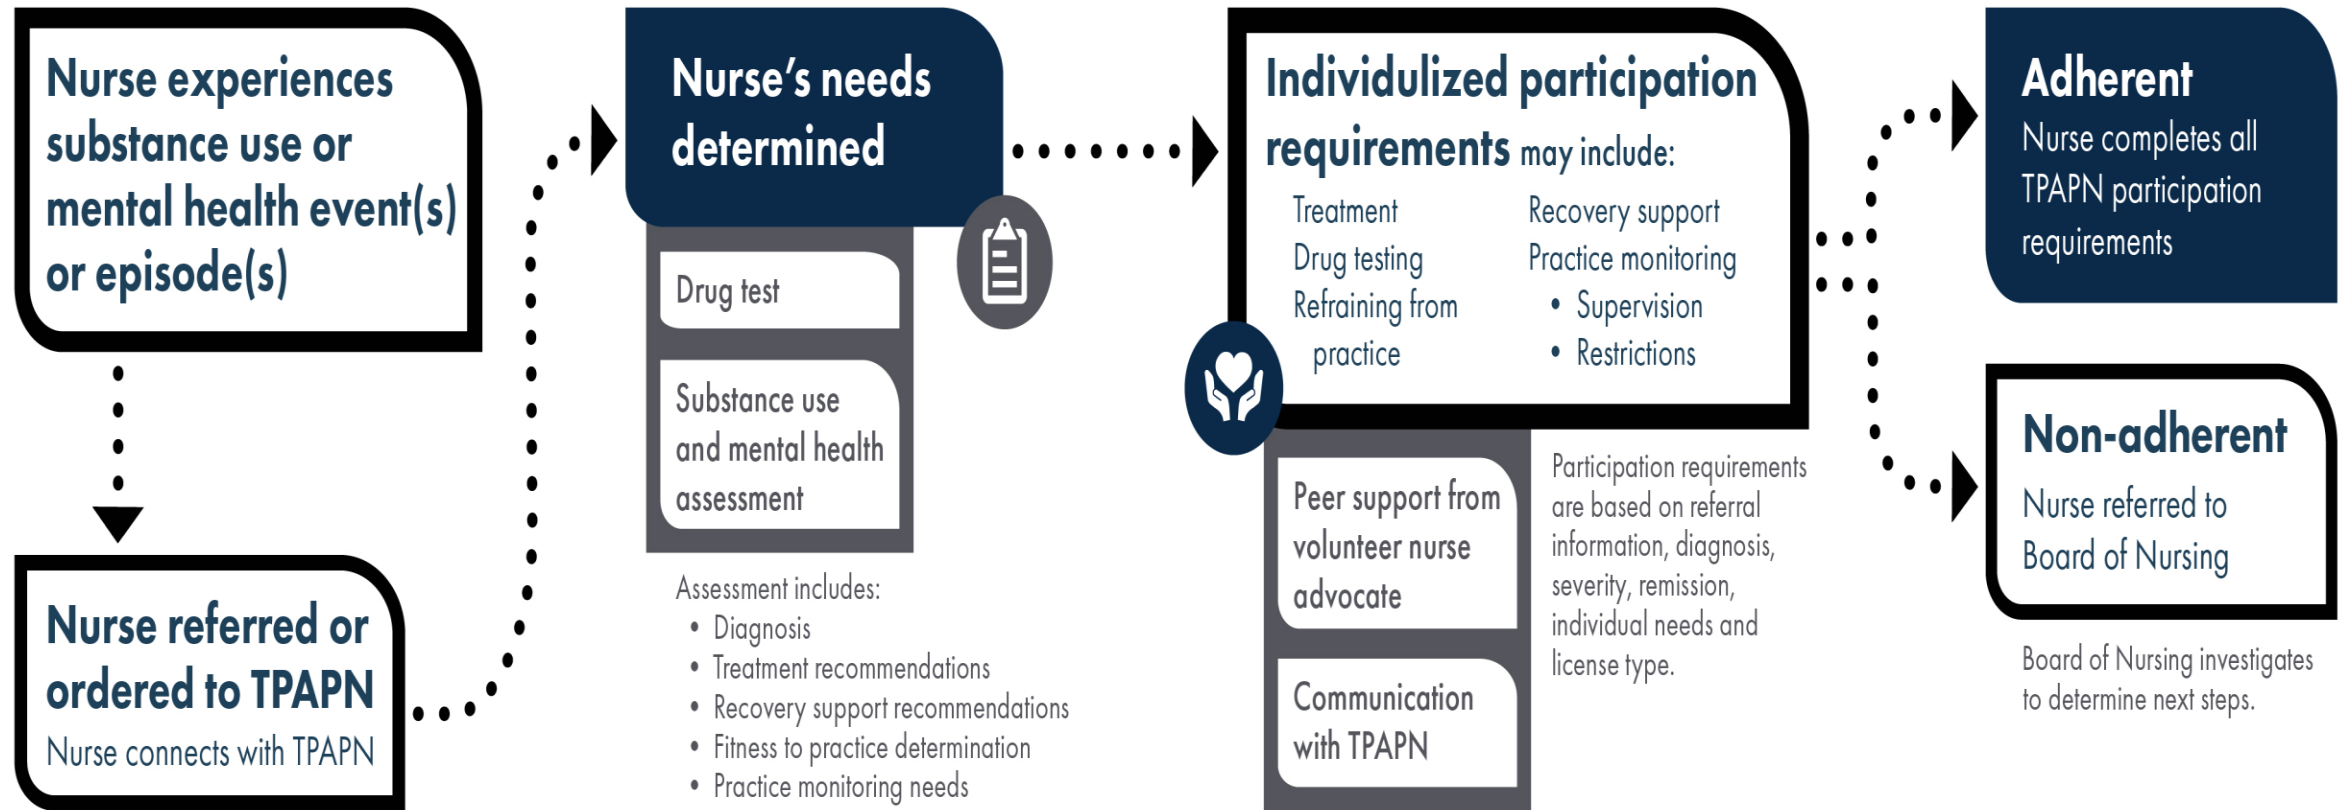 Nurse experiences
substance use or
mental health event(s)
or episode(s)
Nurse referred or
ordered to TPAPN
Nurse connects with TPAPN
Nurse's needs
determined
Drug test
Substance use
and mental health
assessment
Assessment includes:
• Diagnosis
• Treatment recommendations
• Recovery support recommendations
• Fitness to practice determination
• Practice monitoring needs
Individulized participation
requirements may include:
Treatment
Drug testing
Refraining from
practice
Recovery support
Practice monitoring
• Supervision
• Restrictions
Peer support from
volunteer nurse
advocate
Communication
with TPAPN
Participation requirements
are based on referral
information, diagnosis,
severity, remission,
individual needs and
license type.
Adherent
Nurse completes all
TPAPN participation
requirements
Non-adherent
Nurse referred to
Board of Nursing
Board of Nursing investigates
to determine next steps.